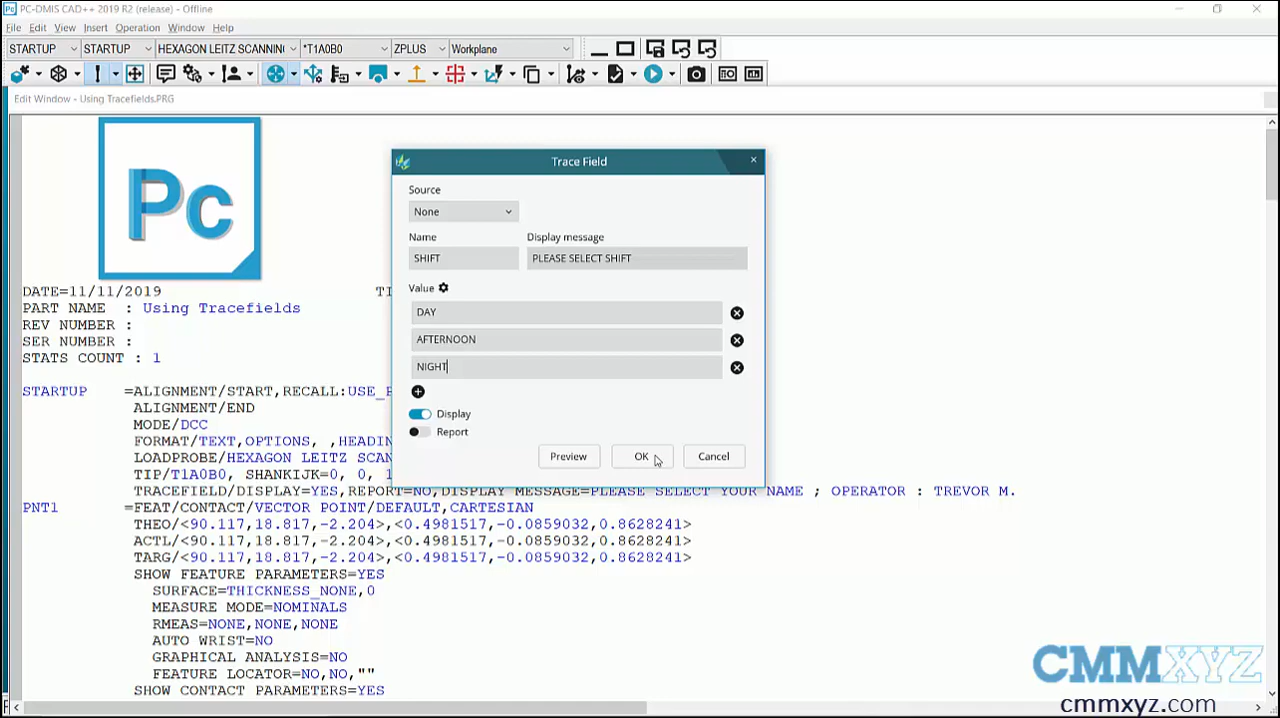 PC-DMIS CAD++ 2019 R2 (release) - Offline
File Edit View Insert Operation Window Help
STARTUP STARTUP HEXAGON LEITZ SCANNIN *T1A0B0 ZPLUS Workplane
Edit Window - Using Tracefields.PRG
Pc
Trace Field
Source
None
Name Display message
SHIFT PLEASE SELECT SHIFT
Value
DAY
AFTERNOON
NIGHT
Display
Report
Preview OK Cancel
DATE=11/11/2019 TI
PART NAME : Using Tracefields
REV NUMBER :
SER NUMBER :
STATS COUNT : 1
STARTUP =ALIGNMENT/START,RECALL:USE_
ALIGNMENT/END
MODE/DCC
FORMAT/TEXT,OPTIONS, ,HEADIN
LOADPROBE/HEXAGON LEITZ SCAN
TIP/T1A0B0, SHANKIJK=0, 0, 1
TRACEFIELD/DISPLAY=YES,REPORT=NO,DISPLAY MESSAGE=PLEASE SELECT YOUR NAME ; OPERATOR : TREVOR M.
PNT1 =FEAT/CONTACT/VECTOR POINT/DEFAULT,CARTESIAN
THEO/<90.117,18.817,-2.204>,<0.4981517,-0.0859032,0.8628241>
ACTL/<90.117,18.817,-2.204>,<0.4981517,-0.0859032,0.8628241>
TARG/<90.117,18.817,-2.204>,<0.4981517,-0.0859032,0.8628241>
SHOW FEATURE PARAMETERS=YES
SURFACE=THICKNESS_NONE,0
MEASURE MODE=NOMINALS
RMEAS=NONE,NONE,NONE
AUTO WRIST=NO
GRAPHICAL ANALYSIS=NO
FEATURE LOCATOR=NO,NO,""
SHOW CONTACT PARAMETERS=YES
CMMXYZ
cmmxyz.com